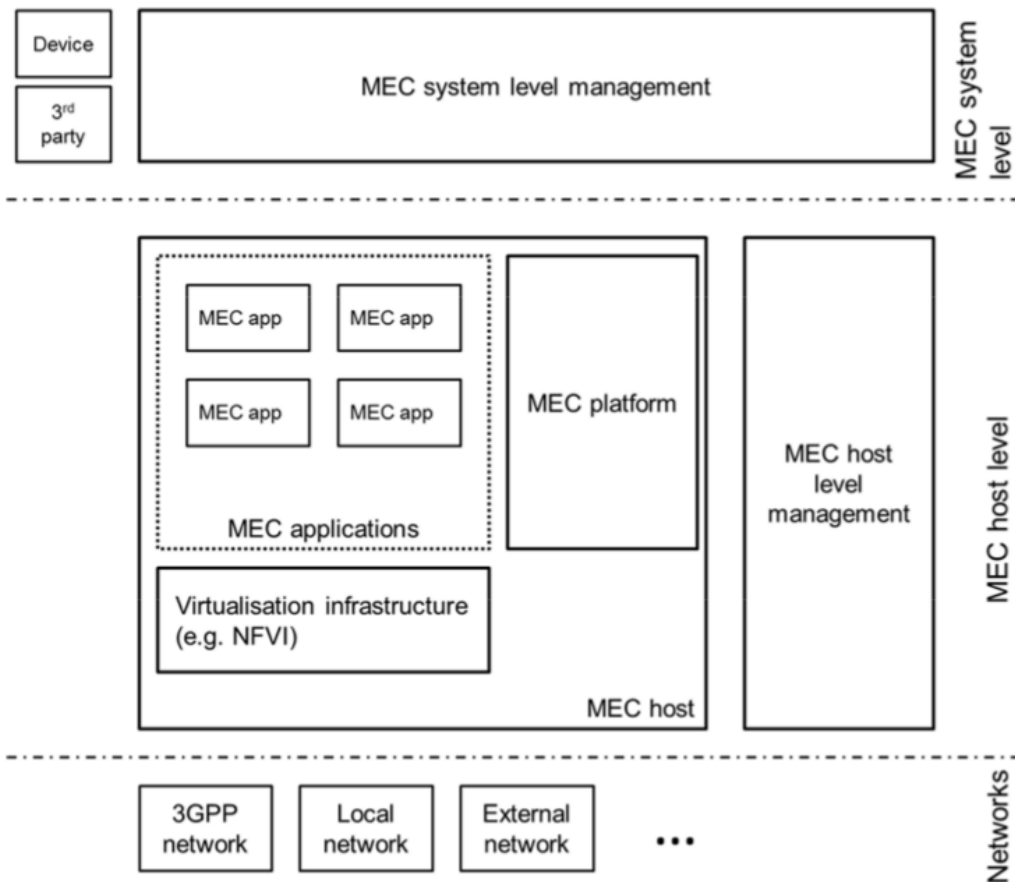 Device
3rd
party
MEC system level management
MEC system
level
MEC app
MEC app
MEC app
MEC app
MEC applications
MEC platform
Virtualisation infrastructure
(e.g. NFVI)
MEC host
MEC host
level
management
MEC host level
3GPP
network
Local
network
External
network
...
Networks